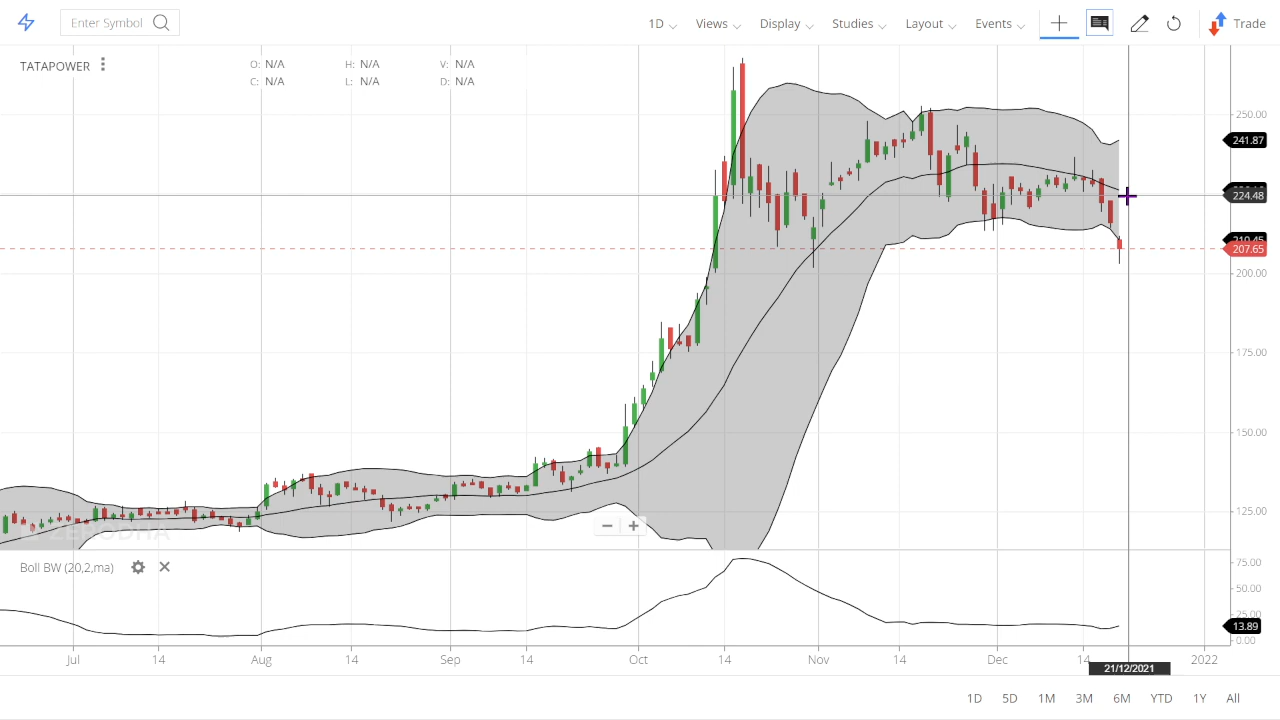 Enter Symbol 1D Views Display Studies Layout Events Trade
TATAPOWER O: N/A H: N/A V: N/A
C: N/A L: N/A D: N/A
250.00
241.87
224.48
210.45
207.65
200.00
175.00
150.00
125.00
ZERODHA
Boll BW (20,2,ma)
75.00
50.00
25.00
13.89
0.00
Jul 14 Aug 14 Sep 14 Oct 14 Nov 14 Dec 14 2022
21/12/2021
1D 5D 1M 3M 6M YTD 1Y All